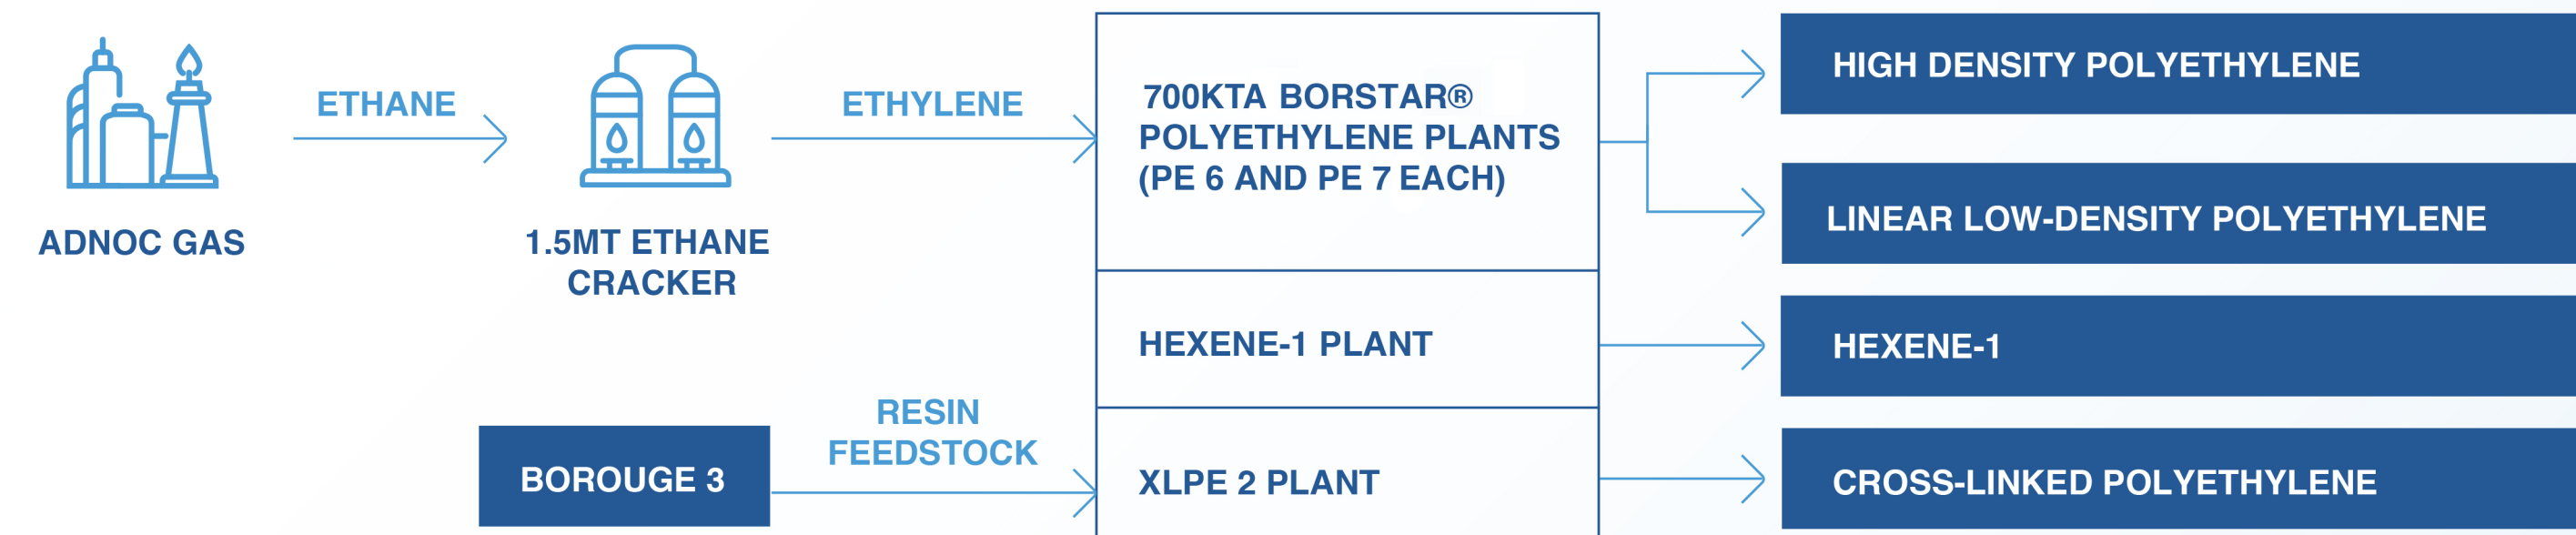 ADNOC GAS
ETHANE
1.5MT ETHANE
CRACKER
ETHYLENE
700KTA BORSTAR®
POLYETHYLENE PLANTS
(PE 6 AND PE 7 EACH)
HIGH DENSITY POLYETHYLENE
LINEAR LOW-DENSITY POLYETHYLENE
HEXENE-1 PLANT
HEXENE-1
BOROUGE 3
RESIN
FEEDSTOCK
XLPE 2 PLANT
CROSS-LINKED POLYETHYLENE